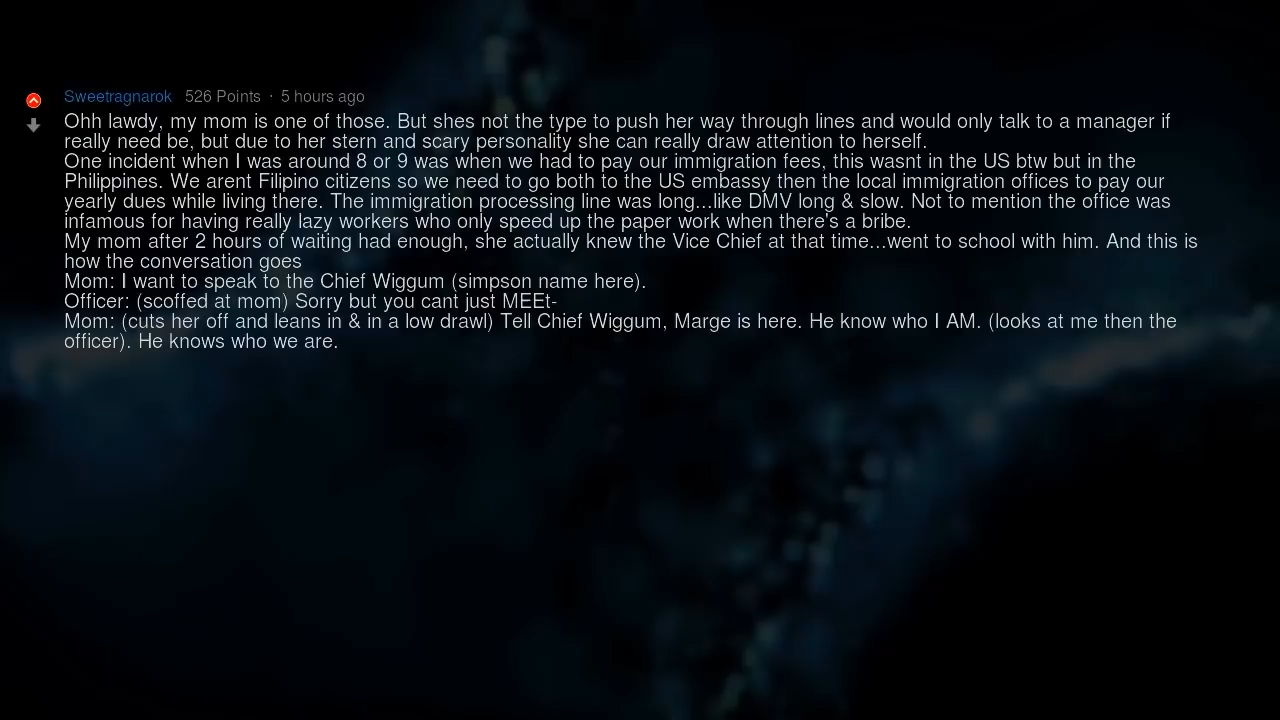 Sweetragnarok 526 Points · 5 hours ago
Ohh lawdy, my mom is one of those. But shes not the type to push her way through lines and would only talk to a manager if
really need be, but due to her stern and scary personality she can really draw attention to herself.
One incident when I was around 8 or 9 was when we had to pay our immigration fees, this wasnt in the US btw but in the
Philippines. We arent Filipino citizens so we need to go both to the US embassy then the local immigration offices to pay our
yearly dues while living there. The immigration processing line was long...like DMV long & slow. Not to mention the office was
infamous for having really lazy workers who only speed up the paper work when there's a bribe.
My mom after 2 hours of waiting had enough, she actually knew the Vice Chief at that time...went to school with him. And this is
how the conversation goes
Mom: I want to speak to the Chief Wiggum (simpson name here).
Officer: (scoffed at mom) Sorry but you cant just MEEt-
Mom: (cuts her off and leans in & in a low drawl) Tell Chief Wiggum, Marge is here. He know who I AM. (looks at me then the
officer). He knows who we are.